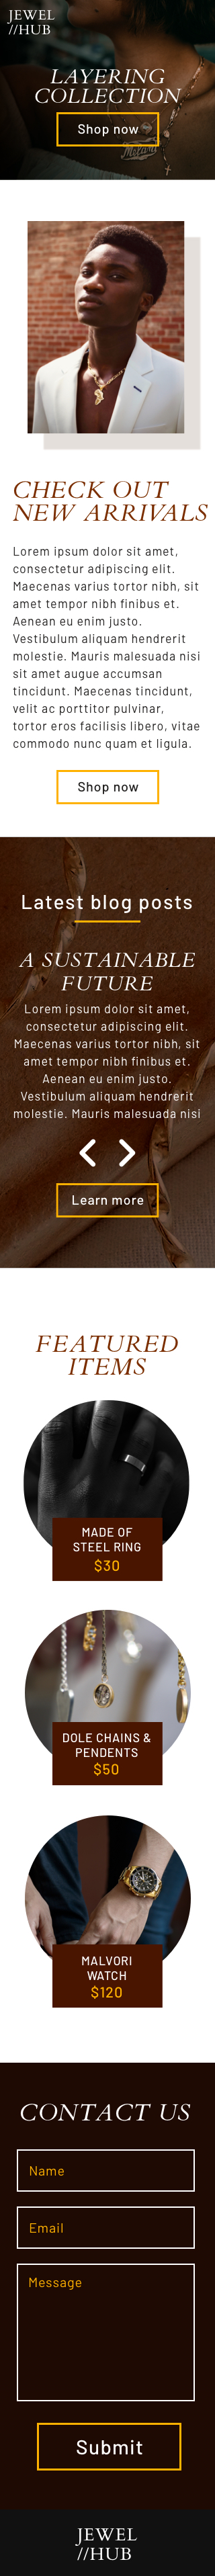 JEWEL
//HUB
LAYERING
COLLECTION
Shop now
CHECK OUT
NEW ARRIVALS
Lorem ipsum dolor sit amet,
consectetur adipiscing elit.
Maecenas varius tortor nibh, sit
amet tempor nibh finibus et.
Aenean eu enim justo.
Vestibulum aliquam hendrerit
molestie. Mauris malesuada nisi
sit amet augue accumsan
tincidunt. Maecenas tincidunt,
velit ac porttitor pulvinar,
tortor eros facilisis libero, vitae
commodo nunc quam et ligula.
Shop now
Latest blog posts
A SUSTAINABLE
FUTURE
Lorem ipsum dolor sit amet,
consectetur adipiscing elit.
Maecenas varius tortor nibh, sit
amet tempor nibh finibus et.
Aenean eu enim justo.
Vestibulum aliquam hendrerit
molestie. Mauris malesuada nisi
Learn more
FEATURED
ITEMS
MADE OF
STEEL RING
$30
DOLE CHAINS &
PENDENTS
$50
MALVORI
WATCH
$120
CONTACT US
Name
Email
Message
Submit
JEWEL
//HUB